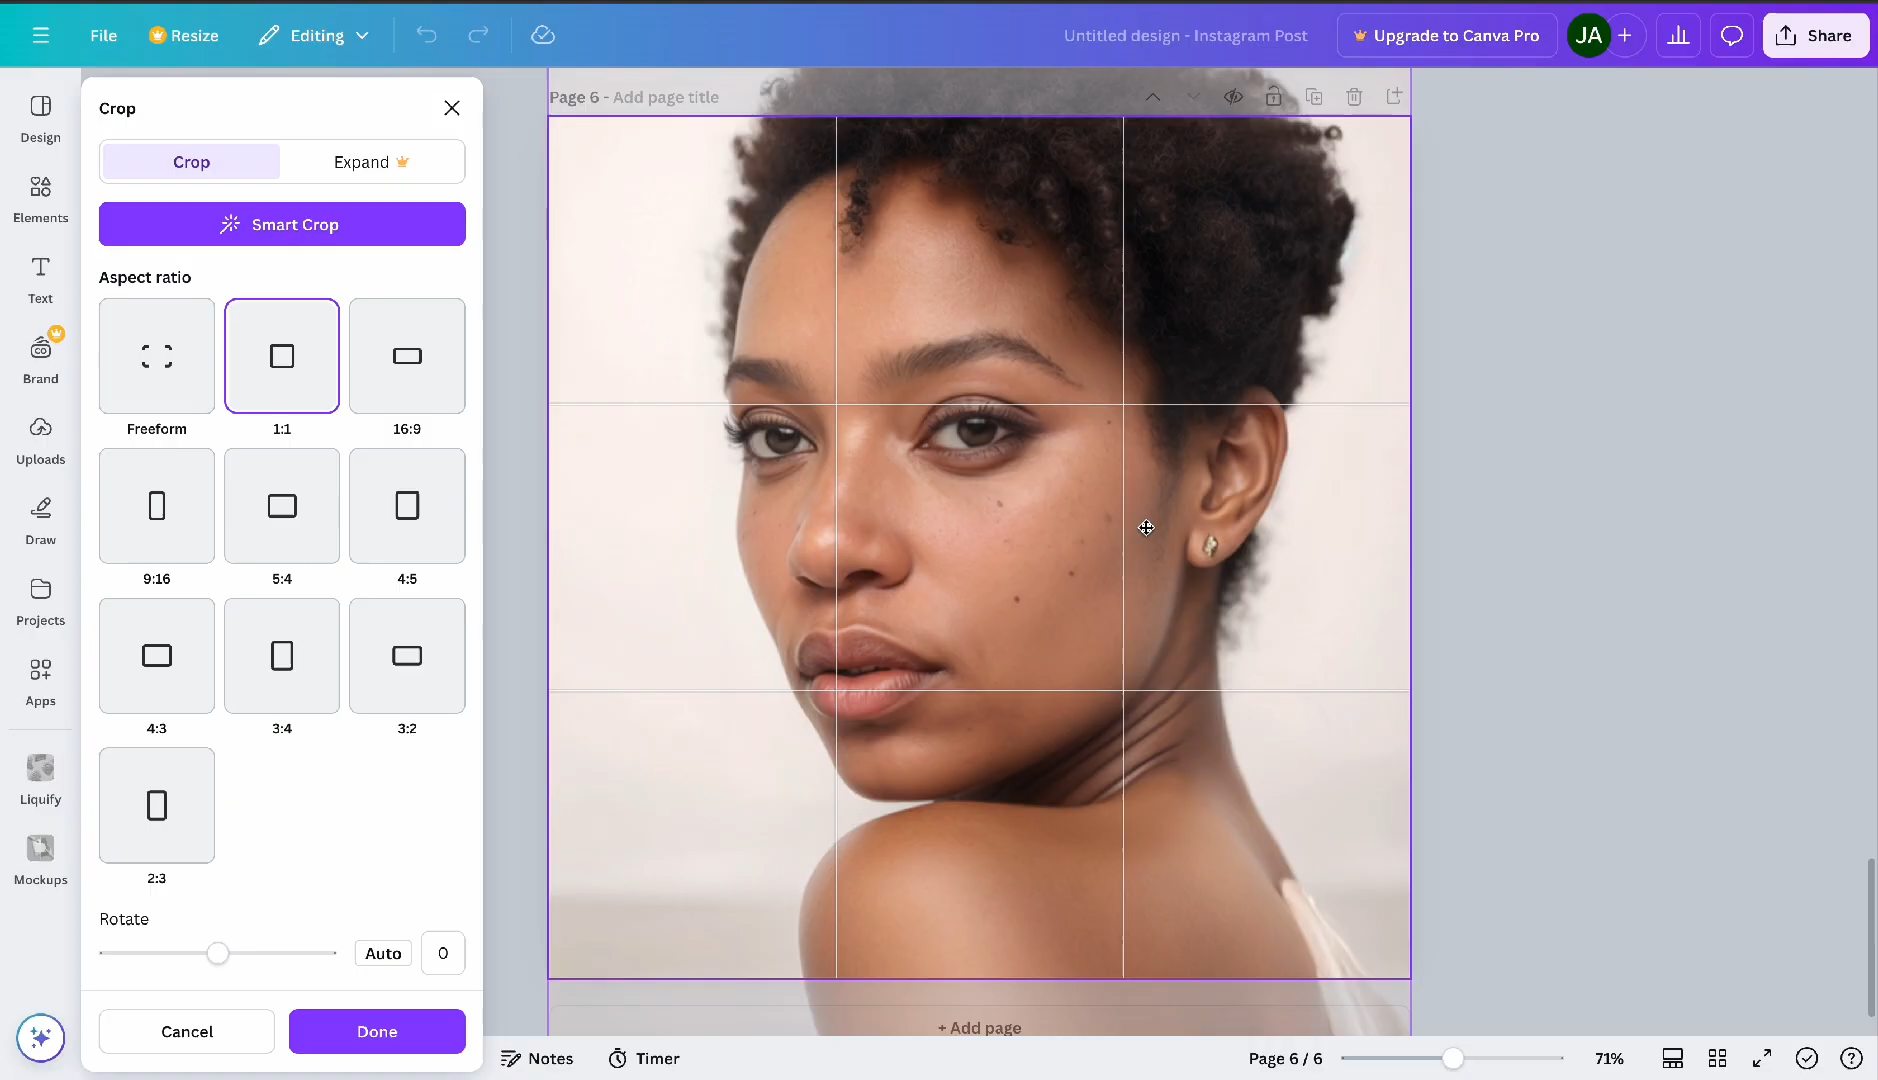 File
Resize
Editing
Untitled design - Instagram Post
Upgrade to Canva Pro
JA
Share
Design
Elements
Text
Brand
CO
Uploads
Draw
Projects
Apps
Liquify
Mockups
Crop
Crop
Expand
Smart Crop
Aspect ratio
Freeform
1:1
16:9
9:16
5:4
4:5
4:3
3:4
3:2
2:3
Rotate
Auto
0
Cancel
Done
Page 6 - Add page title
+ Add page
Notes
Timer
Page 6 / 6
71%